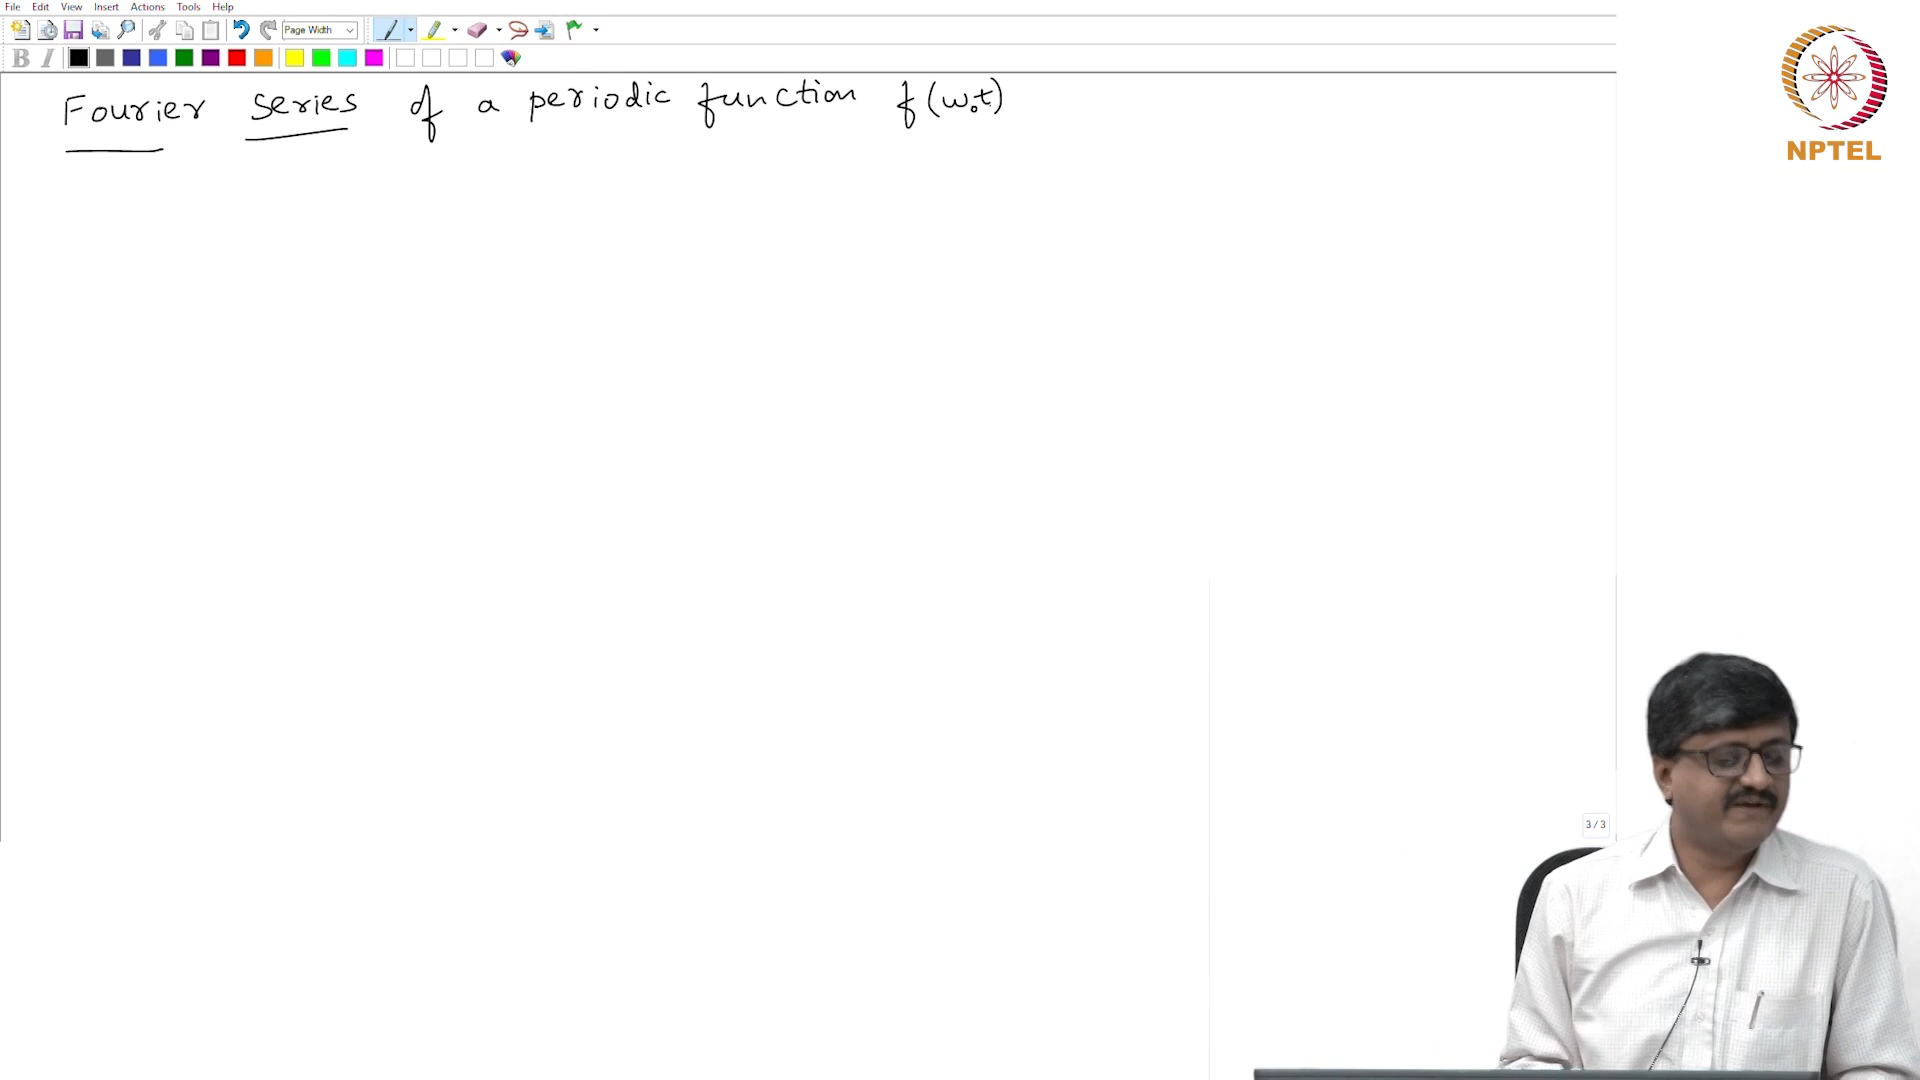 File Edit View Insert Actions Tools Help
Page Width
B I
Fourier series of a periodic function f(ω₀t)
NPTEL
3 / 3